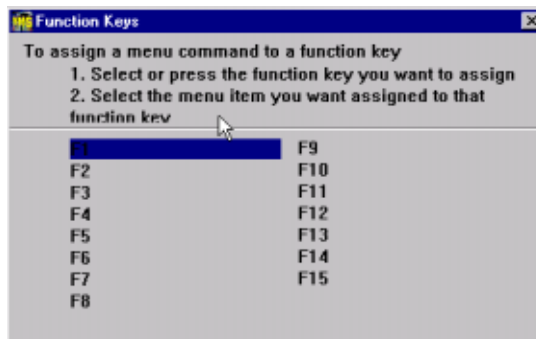 Function Keys
To assign a menu command to a function key
1. Select or press the function key you want to assign
2. Select the menu item you want assigned to that
function key
F1
F2
F3
F4
F5
F6
F7
F8
F9
F10
F11
F12
F13
F14
F15